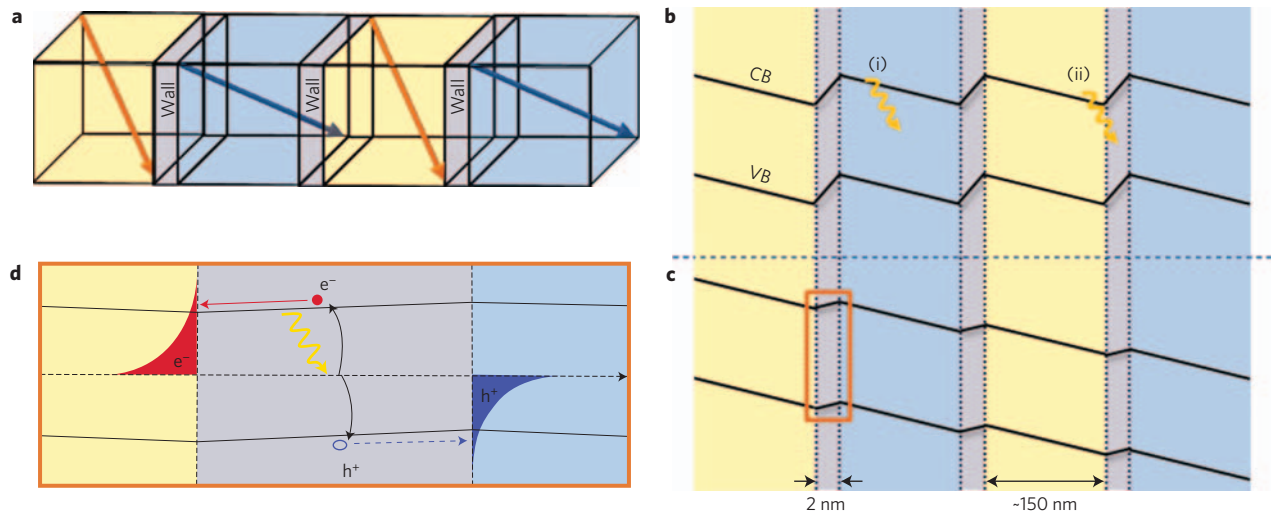 a
Wall
Wall
Wall
b
CB
(i)
(ii)
VB
c
2 nm
~150 nm
d
e⁻
e⁻
h⁺
h⁺